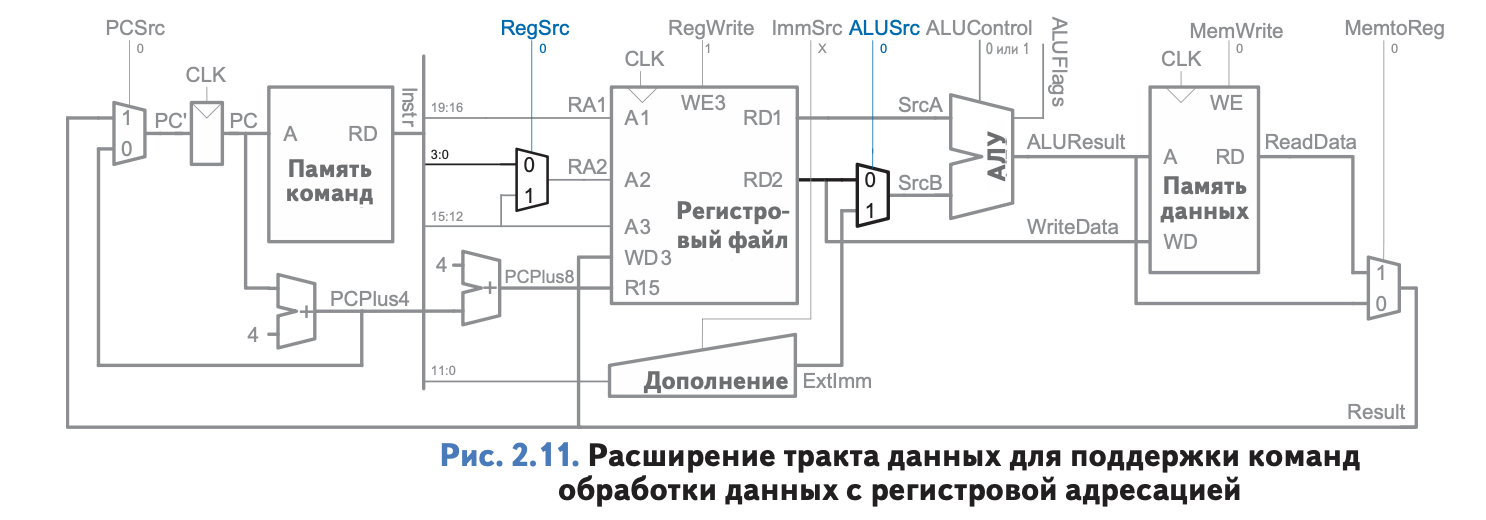 PCSrc
0
RegSrc
0
RegWrite
1
ImmSrc
X
ALUSrc
0
ALUControl
0 или 1
ALUFlags
MemWrite
0
MemtoReg
0
CLK
CLK
CLK
1
0
PC'
PC
A
RD
Память
команд
Instr
19:16
3:0
15:12
11:0
0
1
RA1
RA2
A1
A2
A3
WD3
R15
WE3
RD1
RD2
Регистро-
вый файл
4
+
PCPlus8
4
+
PCPlus4
Дополнение
ExtImm
0
1
SrcA
SrcB
АЛУ
ALUResult
WriteData
WE
A
RD
Память
данных
WD
ReadData
1
0
Result
Рис. 2.11. Расширение тракта данных для поддержки команд
обработки данных с регистровой адресацией